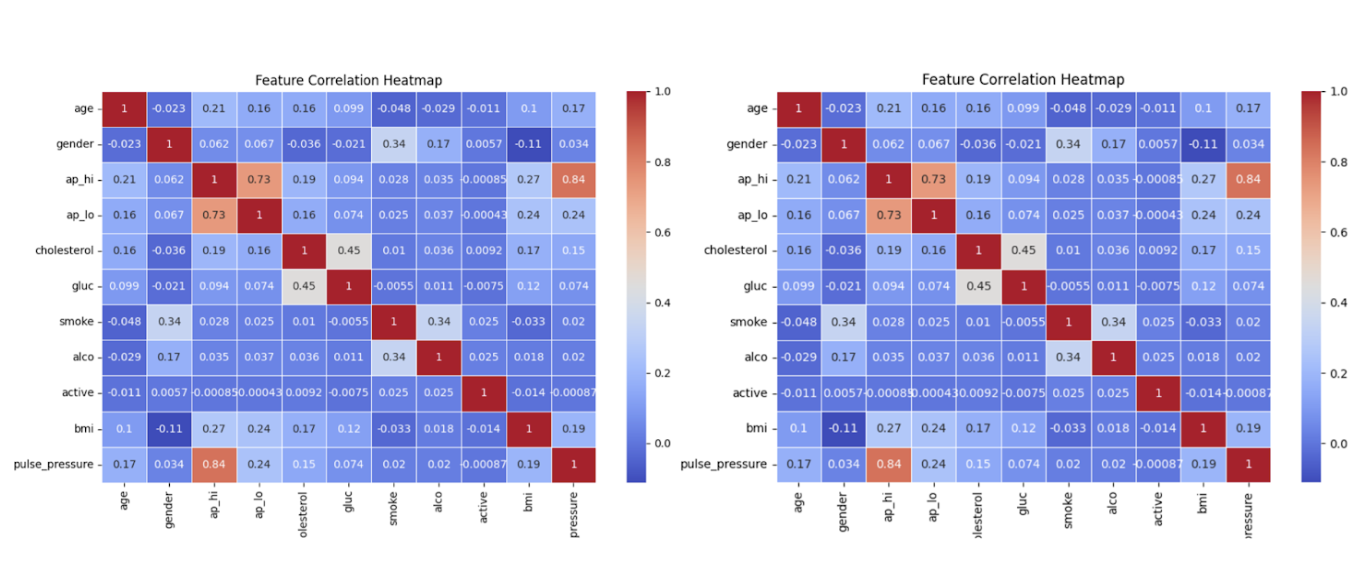 Feature Correlation Heatmap
age 1 -0.023 0.21 0.16 0.16 0.099 -0.048 -0.029 -0.011 0.1 0.17
gender -0.023 1 0.062 0.067 -0.036 -0.021 0.34 0.17 0.0057 -0.11 0.034
ap_hi 0.21 0.062 1 0.73 0.19 0.094 0.028 0.035 -0.00085 0.27 0.84
ap_lo 0.16 0.067 0.73 1 0.16 0.074 0.025 0.037 -0.00043 0.24 0.24
cholesterol 0.16 -0.036 0.19 0.16 1 0.45 0.01 0.036 0.0092 0.17 0.15
gluc 0.099 -0.021 0.094 0.074 0.45 1 -0.0055 0.011 -0.0075 0.12 0.074
smoke -0.048 0.34 0.028 0.025 0.01 -0.0055 1 0.34 0.025 -0.033 0.02
alco -0.029 0.17 0.035 0.037 0.036 0.011 0.34 1 0.025 0.018 0.02
active -0.011 0.0057 -0.00085 -0.00043 0.0092 -0.0075 0.025 0.025 1 -0.014 -0.00087
bmi 0.1 -0.11 0.27 0.24 0.17 0.12 -0.033 0.018 -0.014 1 0.19
pulse_pressure 0.17 0.034 0.84 0.24 0.15 0.074 0.02 0.02 -0.00087 0.19 1
age gender ap_hi ap_lo olesterol gluc smoke alco active bmi pressure
1.0
0.8
0.6
0.4
0.2
0.0
Feature Correlation Heatmap
age 1 -0.023 0.21 0.16 0.16 0.099 -0.048 -0.029 -0.011 0.1 0.17
gender -0.023 1 0.062 0.067 -0.036 -0.021 0.34 0.17 0.0057 -0.11 0.034
ap_hi 0.21 0.062 1 0.73 0.19 0.094 0.028 0.035 -0.00085 0.27 0.84
ap_lo 0.16 0.067 0.73 1 0.16 0.074 0.025 0.037 -0.00043 0.24 0.24
cholesterol 0.16 -0.036 0.19 0.16 1 0.45 0.01 0.036 0.0092 0.17 0.15
gluc 0.099 -0.021 0.094 0.074 0.45 1 -0.0055 0.011 -0.0075 0.12 0.074
smoke -0.048 0.34 0.028 0.025 0.01 -0.0055 1 0.34 0.025 -0.033 0.02
alco -0.029 0.17 0.035 0.037 0.036 0.011 0.34 1 0.025 0.018 0.02
active -0.011 0.0057 -0.00085 -0.00043 0.0092 -0.0075 0.025 0.025 1 -0.014 -0.00087
bmi 0.1 -0.11 0.27 0.24 0.17 0.12 -0.033 0.018 -0.014 1 0.19
pulse_pressure 0.17 0.034 0.84 0.24 0.15 0.074 0.02 0.02 -0.00087 0.19 1
age gender ap_hi ap_lo lesterol gluc smoke alco active bmi ressure
1.0
0.8
0.6
0.4
0.2
0.0